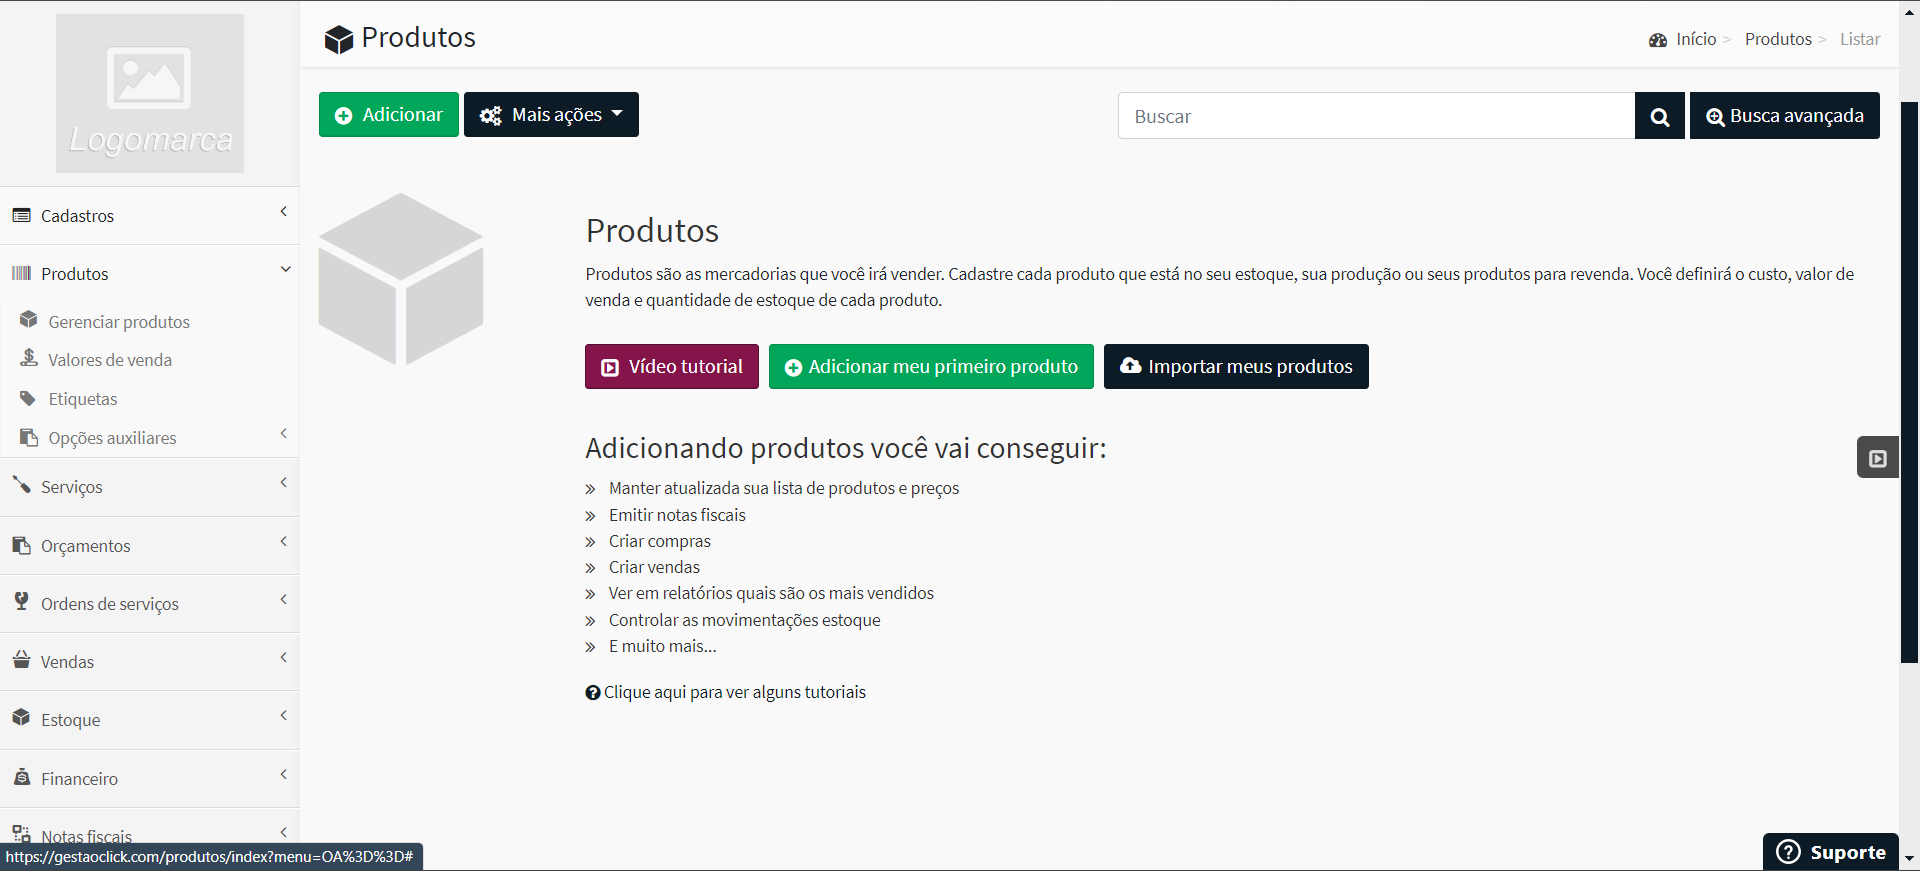 Logomarca
Cadastros
Produtos
Gerenciar produtos
Valores de venda
Etiquetas
Opções auxiliares
Serviços
Orçamentos
Ordens de serviços
Vendas
Estoque
Financeiro
Notas fiscais
https://gestaoclick.com/produtos/index?menu=OA%3D%3D#
Produtos
Início > Produtos > Listar
Adicionar Mais ações Buscar Busca avançada
Produtos
Produtos são as mercadorias que você irá vender. Cadastre cada produto que está no seu estoque, sua produção ou seus produtos para revenda. Você definirá o custo, valor de
venda e quantidade de estoque de cada produto.
Vídeo tutorial Adicionar meu primeiro produto Importar meus produtos
Adicionando produtos você vai conseguir:
» Manter atualizada sua lista de produtos e preços
» Emitir notas fiscais
» Criar compras
» Criar vendas
» Ver em relatórios quais são os mais vendidos
» Controlar as movimentações estoque
» E muito mais...
Clique aqui para ver alguns tutoriais
Suporte